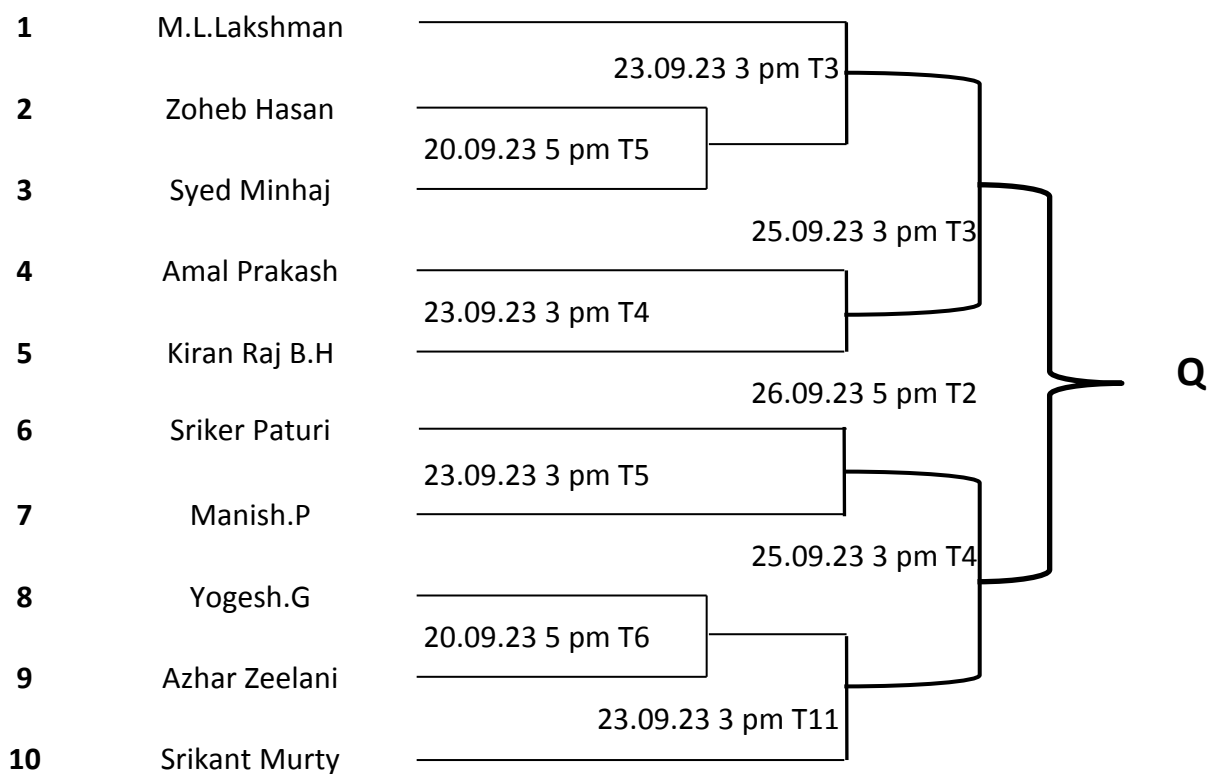 1 M.L.Lakshman
23.09.23 3 pm T3
2 Zoheb Hasan
20.09.23 5 pm T5
3 Syed Minhaj
25.09.23 3 pm T3
4 Amal Prakash
23.09.23 3 pm T4
5 Kiran Raj B.H
Q
26.09.23 5 pm T2
6 Sriker Paturi
23.09.23 3 pm T5
7 Manish.P
25.09.23 3 pm T4
8 Yogesh.G
20.09.23 5 pm T6
9 Azhar Zeelani
23.09.23 3 pm T11
10 Srikant Murty